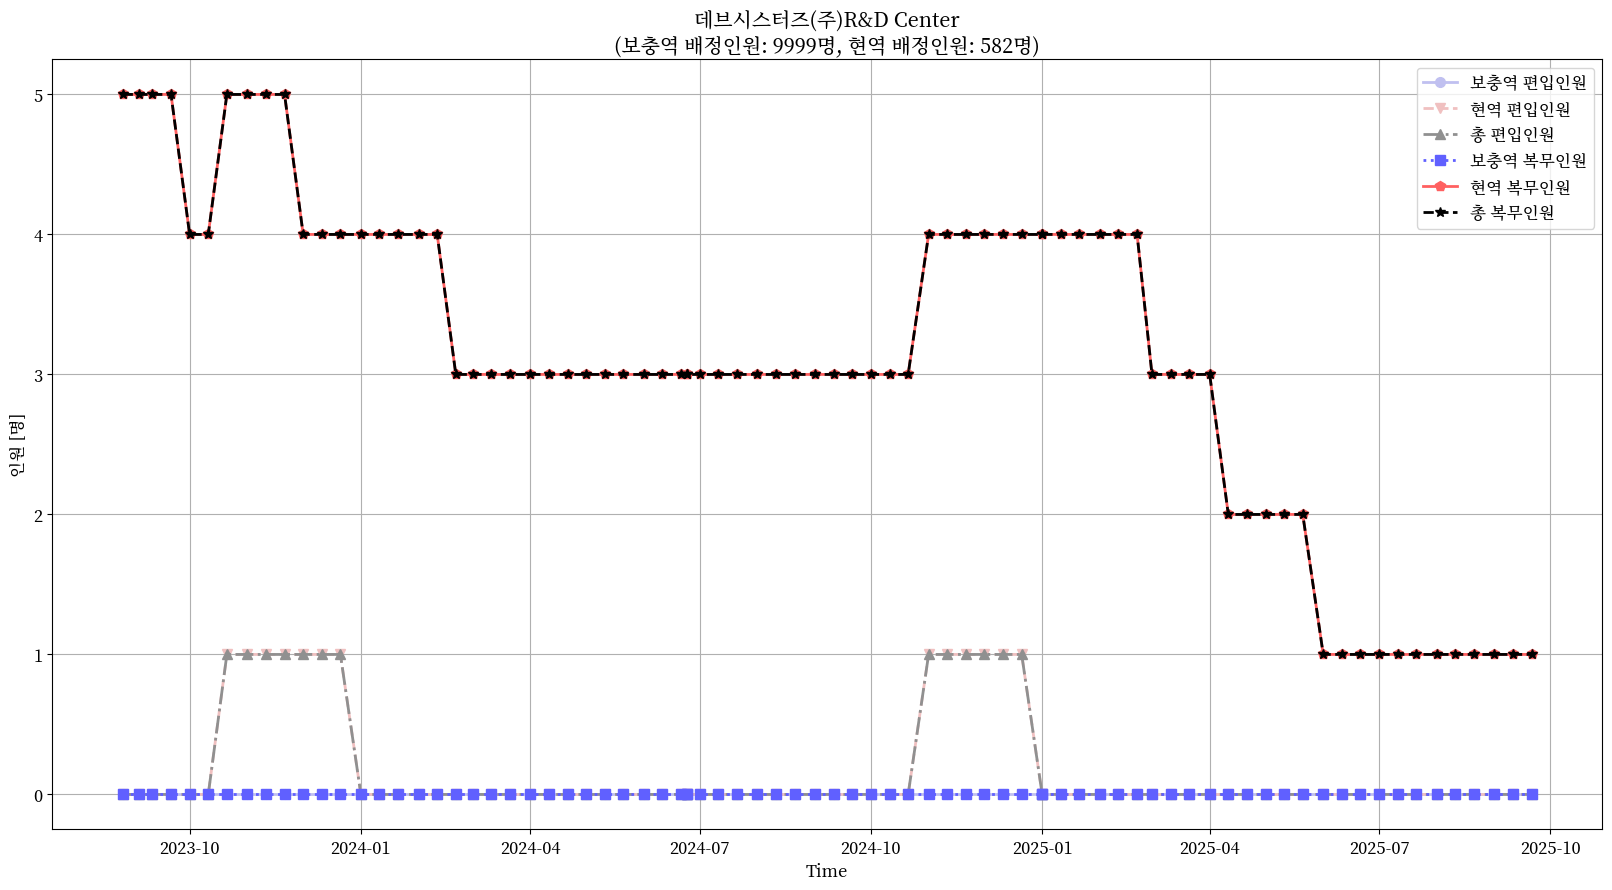 데브시스터즈(주)R&D Center
(보충역 배정인원: 9999명, 현역 배정인원: 582명)
보충역 편입인원
현역 편입인원
총 편입인원
보충역 복무인원
현역 복무인원
총 복무인원
인원 [명]
5
4
3
2
1
0
2023-10
2024-01
2024-04
2024-07
2024-10
2025-01
2025-04
2025-07
2025-10
Time